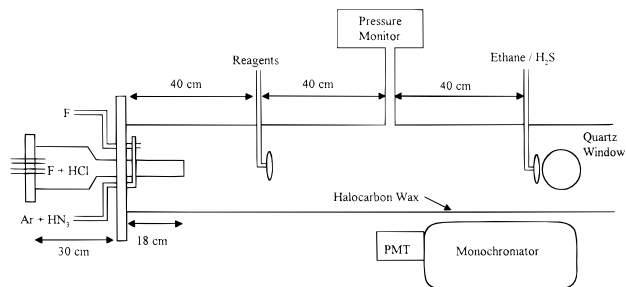 Pressure
Monitor
Reagents
Ethane / H₂S
40 cm
40 cm
40 cm
F
Quartz
Window
F + HCl
Halocarbon Wax
Ar + HN₃
30 cm
18 cm
PMT
Monochromator